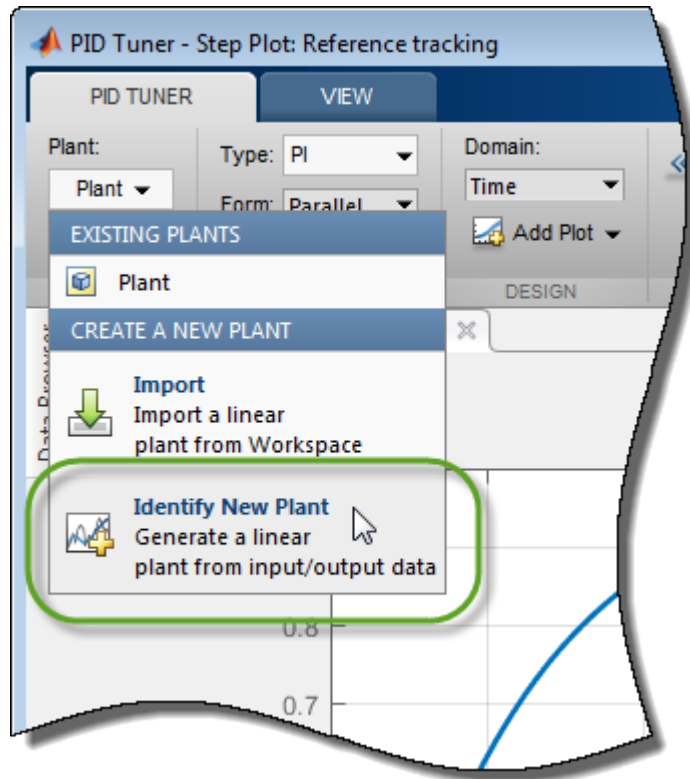 PID Tuner - Step Plot: Reference tracking
PID TUNER
VIEW
Plant:
Type: PI
Domain:
Plant
Form: Parallel
Time
Add Plot
EXISTING PLANTS
Plant
DESIGN
CREATE A NEW PLANT
Data Browser
Import
Import a linear
plant from Workspace
Identify New Plant
Generate a linear
plant from input/output data
0.8
0.7